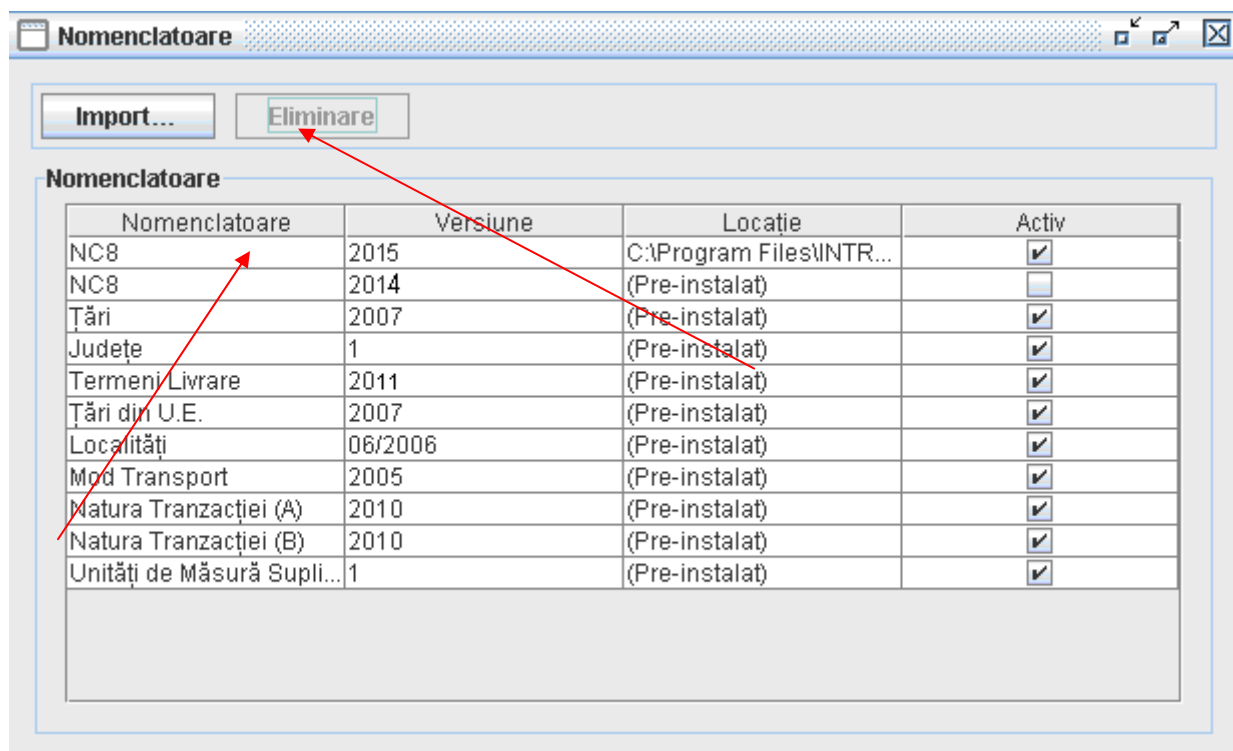 Nomenclatoare
Import... Eliminare
Nomenclatoare
Nomenclatoare Versiune Locație Activ
NC8 2015 C:\Program Files\INTR...
NC8 2014 (Pre-instalat)
Țări 2007 (Pre-instalat)
Județe 1 (Pre-instalat)
Termeni Livrare 2011 (Pre-instalat)
Țări din U.E. 2007 (Pre-instalat)
Localități 06/2006 (Pre-instalat)
Mod Transport 2005 (Pre-instalat)
Natura Tranzacției (A) 2010 (Pre-instalat)
Natura Tranzacției (B) 2010 (Pre-instalat)
Unități de Măsură Supli... 1 (Pre-instalat)